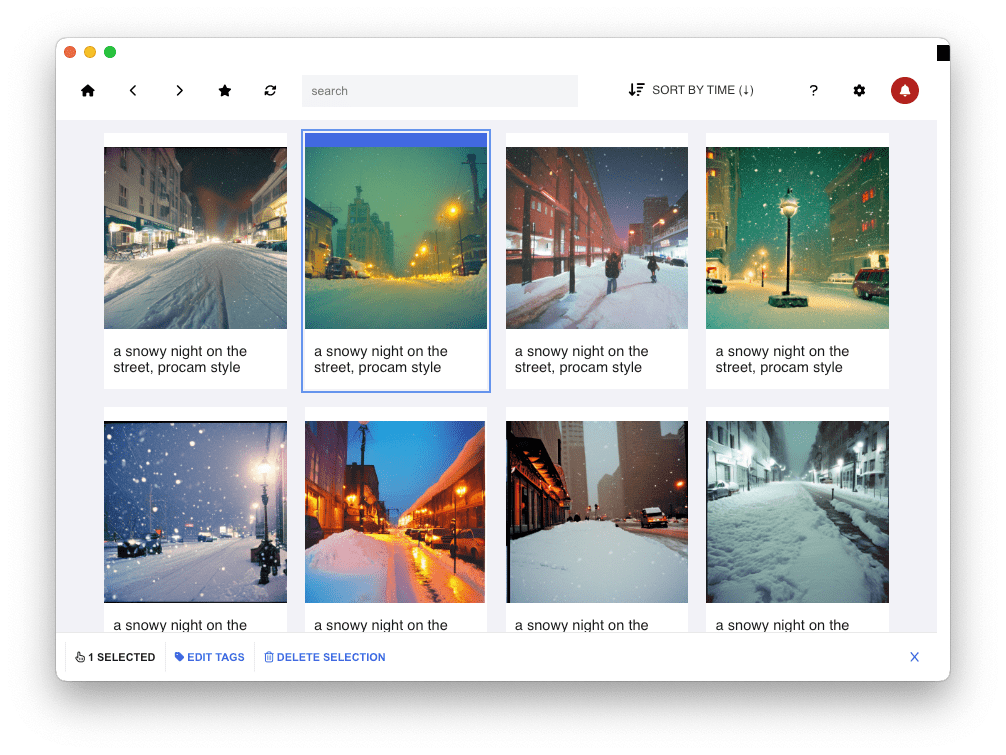 search
SORT BY TIME (↓)
?
a snowy night on the
street, procam style
a snowy night on the
street, procam style
a snowy night on the
street, procam style
a snowy night on the
street, procam style
a snowy night on the
a snowy night on the
a snowy night on the
a snowy night on the
1 SELECTED
EDIT TAGS
DELETE SELECTION
X